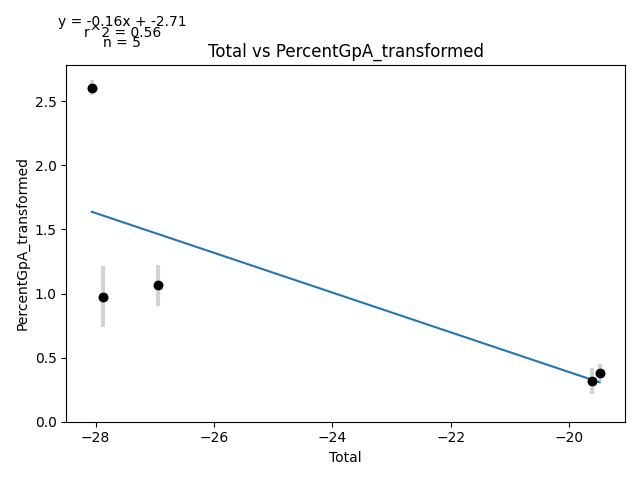 y = -0.16x + -2.71
r^2 = 0.56
n = 5
Total vs PercentGpA_transformed
PercentGpA_transformed
2.5
2.0
1.5
1.0
0.5
0.0
−28
−26
−24
−22
−20
Total